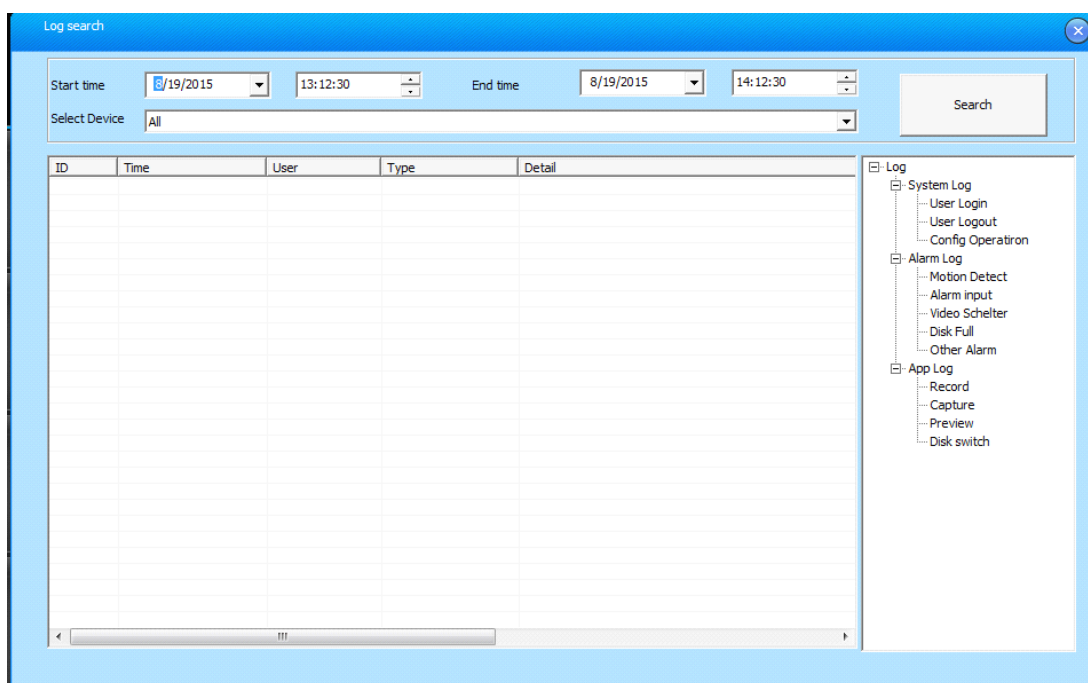 Log search
Start time 8/19/2015 13:12:30 End time 8/19/2015 14:12:30
Search
Select Device All
ID Time User Type Detail
Log
System Log
User Login
User Logout
Config Operatiron
Alarm Log
Motion Detect
Alarm input
Video Schelter
Disk Full
Other Alarm
App Log
Record
Capture
Preview
Disk switch